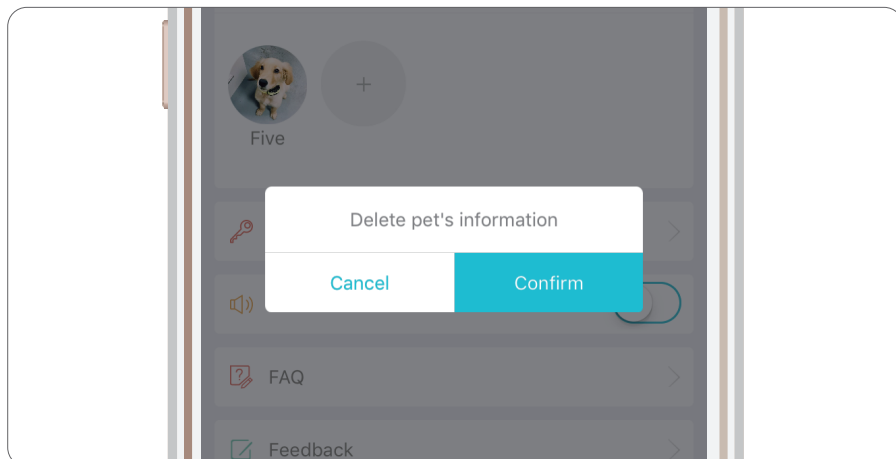 Five
Delete pet's information
Cancel
Confirm
FAQ
Feedback